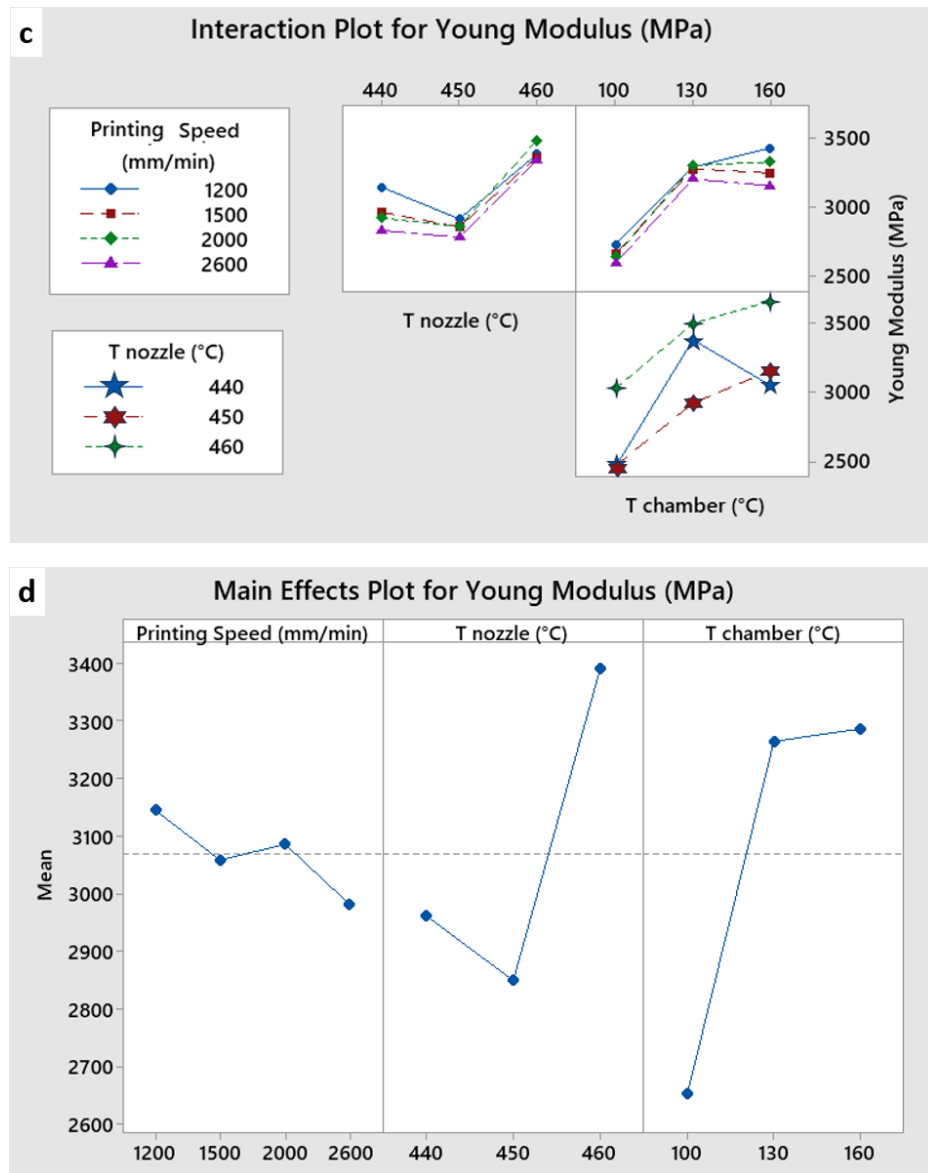 c
Interaction Plot for Young Modulus (MPa)
440 450 460 100 130 160
Printing Speed
(mm/min)
1200
1500
2000
2600
3500
3000
2500
Young Modulus (MPa)
T nozzle (°C)
T nozzle (°C)
440
450
460
3500
3000
2500
T chamber (°C)
d
Main Effects Plot for Young Modulus (MPa)
Printing Speed (mm/min) T nozzle (°C) T chamber (°C)
3400
3300
3200
3100
3000
2900
2800
2700
2600
Mean
1200 1500 2000 2600 440 450 460 100 130 160